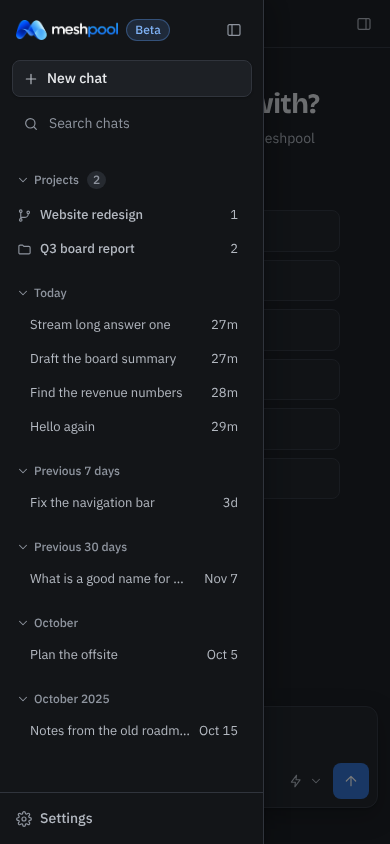 meshpool Beta
New chat
Search chats
with?
eshpool
Projects 2
Website redesign 1
Q3 board report 2
Today
Stream long answer one 27m
Draft the board summary 27m
Find the revenue numbers 28m
Hello again 29m
Previous 7 days
Fix the navigation bar 3d
Previous 30 days
What is a good name for ... Nov 7
October
Plan the offsite Oct 5
October 2025
Notes from the old roadm... Oct 15
Settings